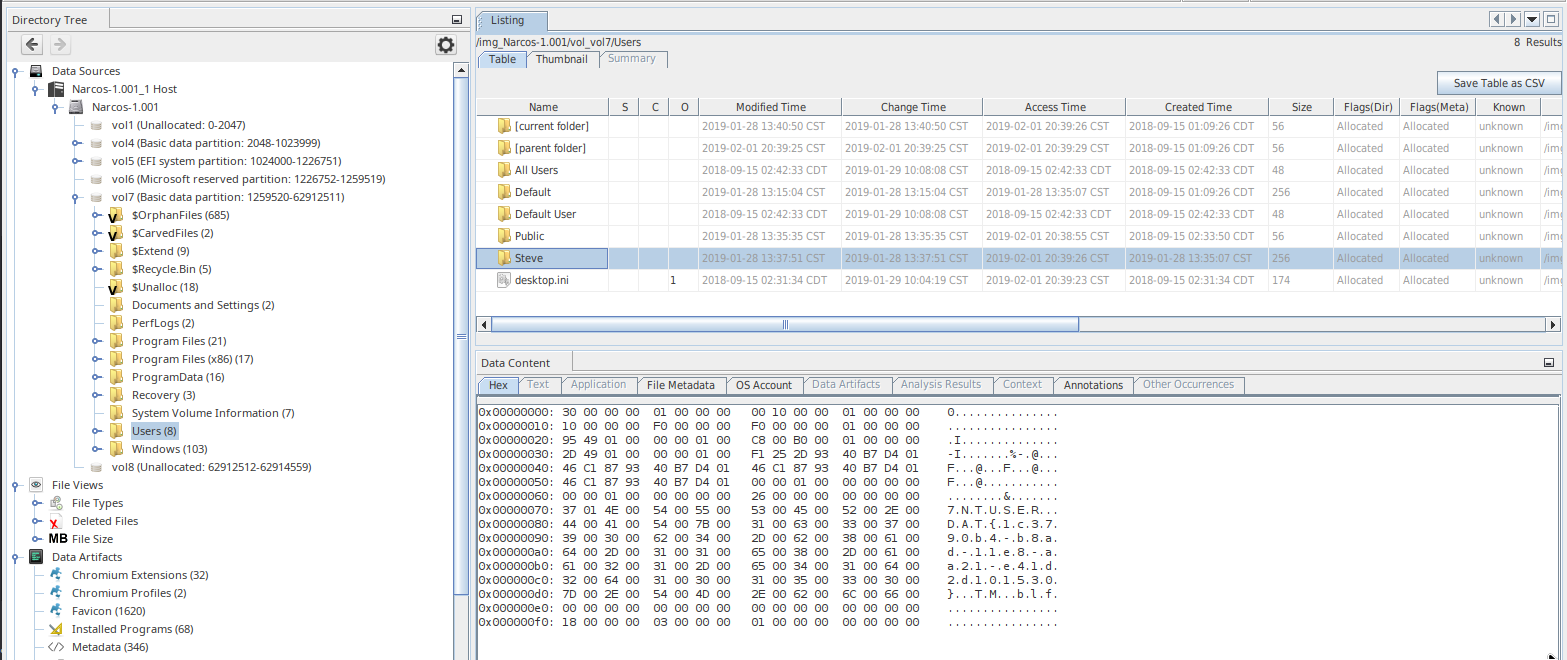 Directory Tree
Data Sources
Narcos-1.001_1 Host
Narcos-1.001
vol1 (Unallocated: 0-2047)
vol4 (Basic data partition: 2048-1023999)
vol5 (EFI system partition: 1024000-1226751)
vol6 (Microsoft reserved partition: 1226752-1259519)
vol7 (Basic data partition: 1259520-62912511)
V $OrphanFiles (685)
V $CarvedFiles (2)
$Extend (9)
$Recycle.Bin (5)
V $Unalloc (18)
Documents and Settings (2)
PerfLogs (2)
Program Files (21)
Program Files (x86) (17)
ProgramData (16)
Recovery (3)
System Volume Information (7)
Users (8)
Windows (103)
vol8 (Unallocated: 62912512-62914559)
File Views
File Types
Deleted Files
MB File Size
Data Artifacts
Chromium Extensions (32)
Chromium Profiles (2)
Favicon (1620)
Installed Programs (68)
Metadata (346)
Listing
/img_Narcos-1.001/vol_vol7/Users 8 Results
Table Thumbnail Summary
Save Table as CSV
Name S C O Modified Time Change Time Access Time Created Time Size Flags(Dir) Flags(Meta) Known
[current folder] 2019-01-28 13:40:50 CST 2019-01-28 13:40:50 CST 2019-02-01 20:39:26 CST 2018-09-15 01:09:26 CDT 56 Allocated Allocated unknown /img
[parent folder] 2019-02-01 20:39:25 CST 2019-02-01 20:39:25 CST 2019-02-01 20:39:29 CST 2018-09-15 01:09:26 CDT 56 Allocated Allocated unknown /img
All Users 2018-09-15 02:42:33 CDT 2019-01-29 10:08:08 CST 2018-09-15 02:42:33 CDT 2018-09-15 02:42:33 CDT 48 Allocated Allocated unknown /img
Default 2019-01-28 13:15:04 CST 2019-01-28 13:15:04 CST 2019-01-28 13:35:07 CST 2018-09-15 01:09:26 CDT 256 Allocated Allocated unknown /img
Default User 2018-09-15 02:42:33 CDT 2019-01-29 10:08:08 CST 2018-09-15 02:42:33 CDT 2018-09-15 02:42:33 CDT 48 Allocated Allocated unknown /img
Public 2019-01-28 13:35:35 CST 2019-01-28 13:35:35 CST 2019-02-01 20:38:55 CST 2018-09-15 02:33:50 CDT 56 Allocated Allocated unknown /img
Steve 2019-01-28 13:37:51 CST 2019-01-28 13:37:51 CST 2019-02-01 20:39:26 CST 2019-01-28 13:35:07 CST 256 Allocated Allocated unknown /img
desktop.ini 1 2018-09-15 02:31:34 CDT 2019-01-29 10:04:19 CST 2019-02-01 20:39:23 CST 2018-09-15 02:31:34 CDT 174 Allocated Allocated unknown /img
Data Content
Hex Text Application File Metadata OS Account Data Artifacts Analysis Results Context Annotations Other Occurrences
0x00000000: 30 00 00 00 01 00 00 00 00 10 00 00 01 00 00 00 0...............
0x00000010: 10 00 00 00 F0 00 00 00 F0 00 00 00 01 00 00 00 ................
0x00000020: 95 49 01 00 00 00 01 00 C8 00 B0 00 01 00 00 00 .I..............
0x00000030: 2D 49 01 00 00 00 01 00 F1 25 2D 93 40 B7 D4 01 -I.......%-.@...
0x00000040: 46 C1 87 93 40 B7 D4 01 46 C1 87 93 40 B7 D4 01 F...@...F...@...
0x00000050: 46 C1 87 93 40 B7 D4 01 00 00 01 00 00 00 00 00 F...@...........
0x00000060: 00 00 01 00 00 00 00 00 26 00 00 00 00 00 00 00 ........&.......
0x00000070: 37 01 4E 00 54 00 55 00 53 00 45 00 52 00 2E 00 7.N.T.U.S.E.R...
0x00000080: 44 00 41 00 54 00 7B 00 31 00 63 00 33 00 37 00 D.A.T.{.1.c.3.7.
0x00000090: 39 00 30 00 62 00 34 00 2D 00 62 00 38 00 61 00 9.0.b.4.-.b.8.a.
0x000000a0: 64 00 2D 00 31 00 31 00 65 00 38 00 2D 00 61 00 d.-.1.1.e.8.-.a.
0x000000b0: 61 00 32 00 31 00 2D 00 65 00 34 00 31 00 64 00 a.2.1.-.e.4.1.d.
0x000000c0: 32 00 64 00 31 00 30 00 31 00 35 00 33 00 30 00 2.d.1.0.1.5.3.0.
0x000000d0: 7D 00 2E 00 54 00 4D 00 2E 00 62 00 6C 00 66 00 }...T.M...b.l.f.
0x000000e0: 00 00 00 00 00 00 00 00 00 00 00 00 00 00 00 00 ................
0x000000f0: 18 00 00 00 03 00 00 00 01 00 00 00 00 00 00 00 ................